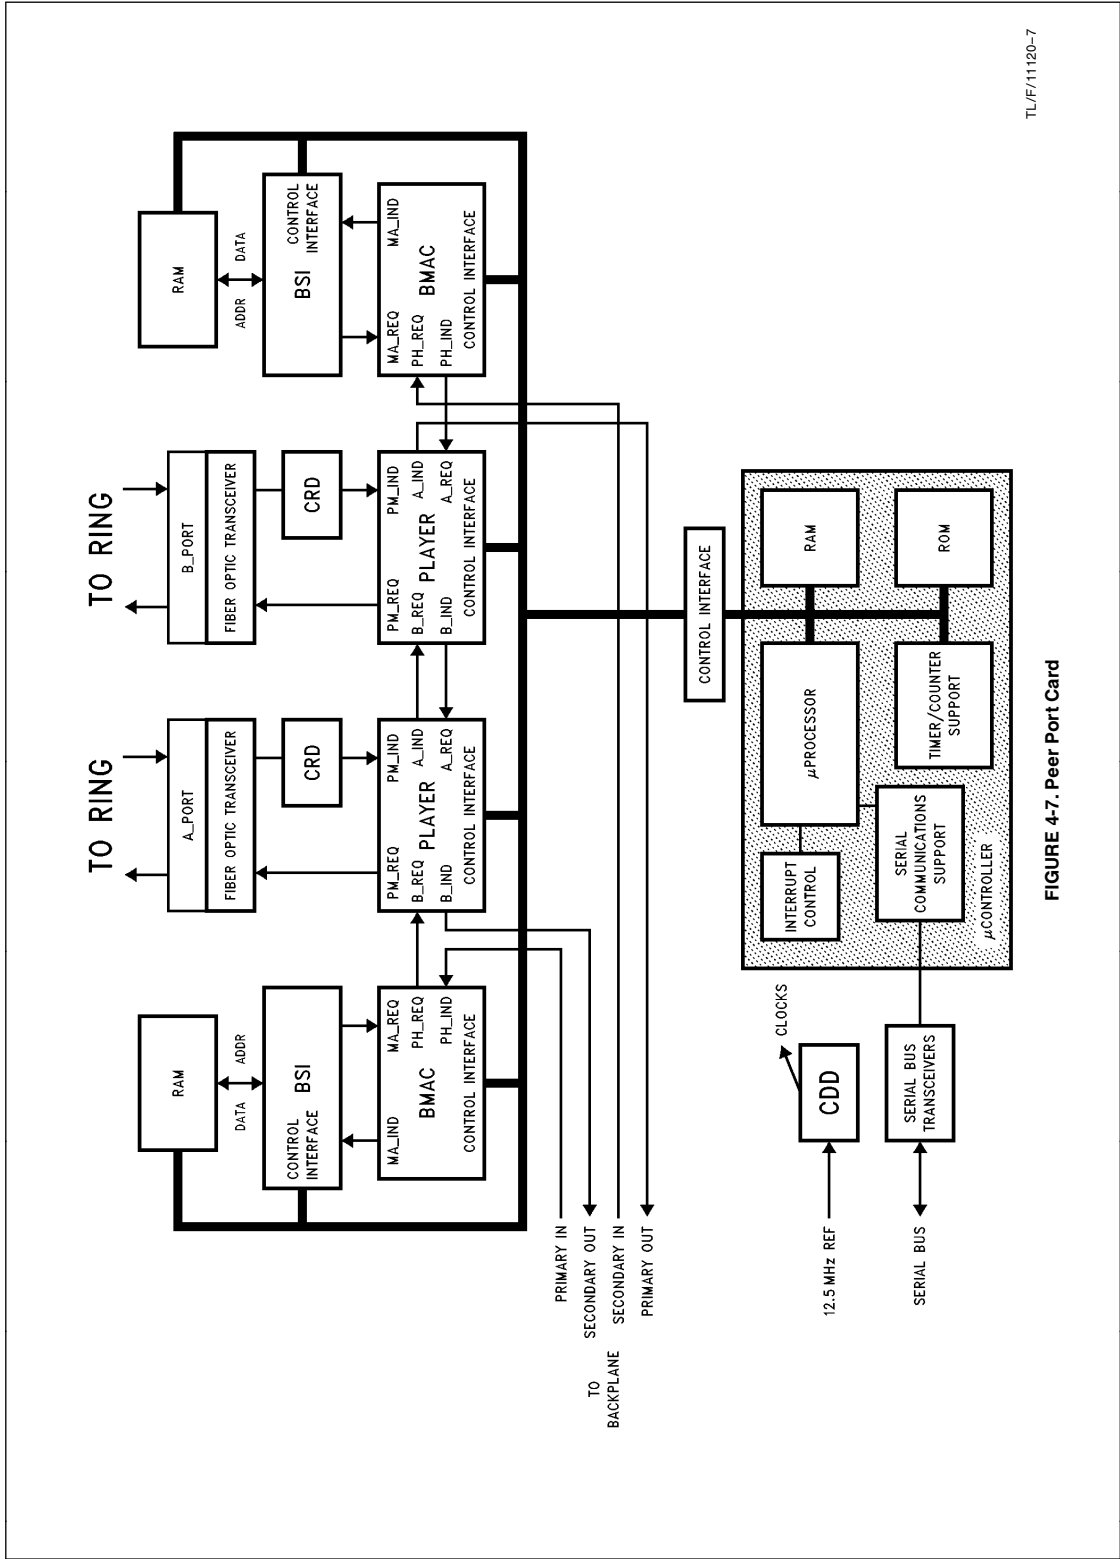 TO RING
TO RING
A_PORT
FIBER OPTIC TRANSCEIVER
B_PORT
FIBER OPTIC TRANSCEIVER
RAM
DATA
ADDR
CONTROL INTERFACE
BSI
MA_IND
MA_REQ
BMAC
PH_REQ
PH_IND
CONTROL INTERFACE
CRD
PM_REQ
PM_IND
B_REQ
PLAYER
A_IND
B_IND
A_REQ
CONTROL INTERFACE
CRD
PM_REQ
PM_IND
B_REQ
PLAYER
A_IND
B_IND
A_REQ
CONTROL INTERFACE
RAM
ADDR
DATA
BSI
CONTROL INTERFACE
MA_REQ
MA_IND
PH_REQ
BMAC
PH_IND
CONTROL INTERFACE
TO BACKPLANE
PRIMARY IN
SECONDARY OUT
SECONDARY IN
PRIMARY OUT
CONTROL INTERFACE
12.5 MHz REF
CDD
CLOCKS
SERIAL BUS
SERIAL BUS TRANSCEIVERS
INTERRUPT CONTROL
μPROCESSOR
RAM
SERIAL COMMUNICATIONS SUPPORT
TIMER/COUNTER SUPPORT
ROM
μCONTROLLER
TL/F/11120–7
FIGURE 4-7. Peer Port Card